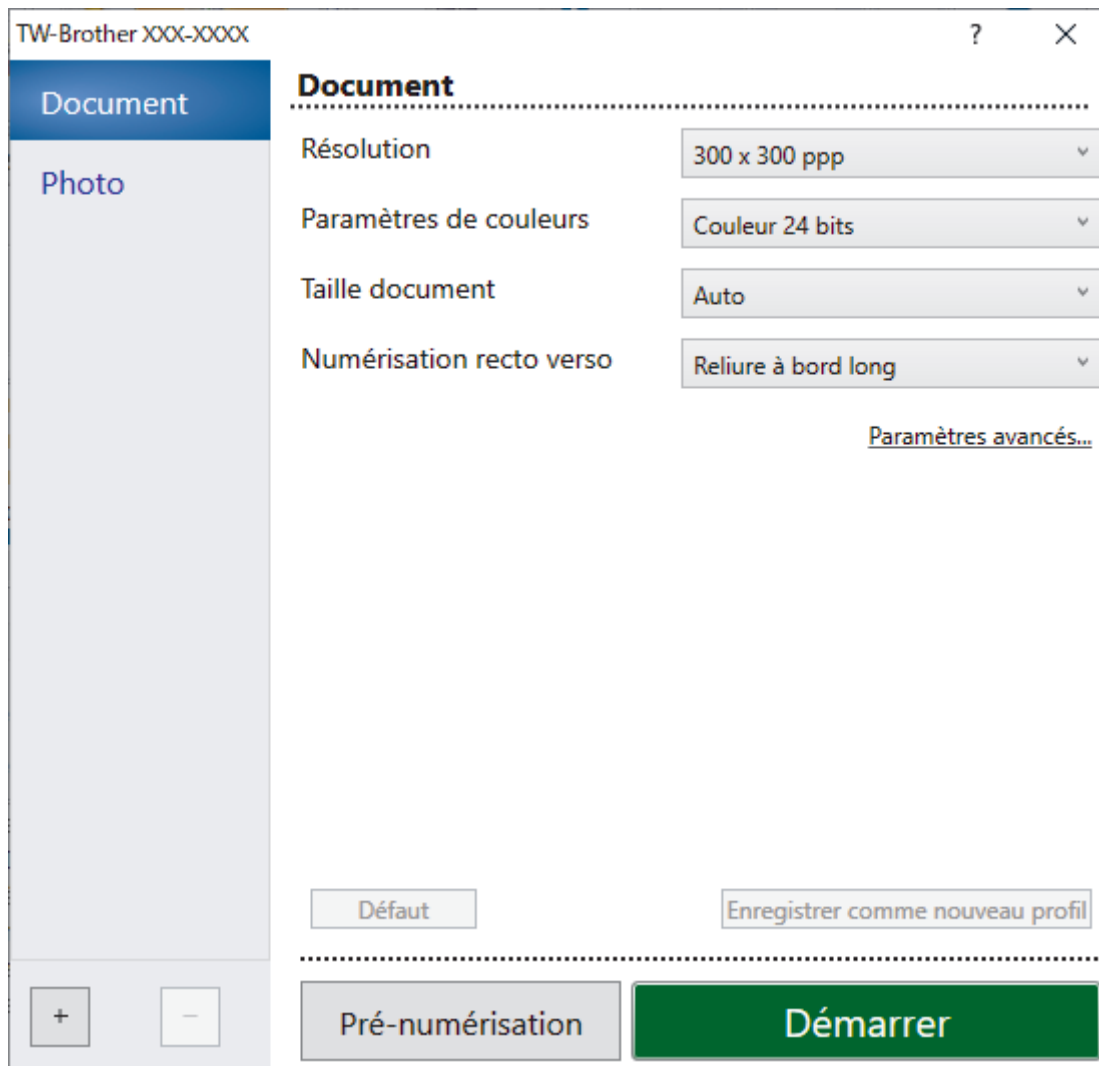 TW-Brother XXX-XXXX ?
Document
Photo
Document
Résolution 300 x 300 ppp
Paramètres de couleurs Couleur 24 bits
Taille document Auto
Numérisation recto verso Reliure à bord long
Paramètres avancés...
Défaut Enregistrer comme nouveau profil
+ − Pré-numérisation Démarrer